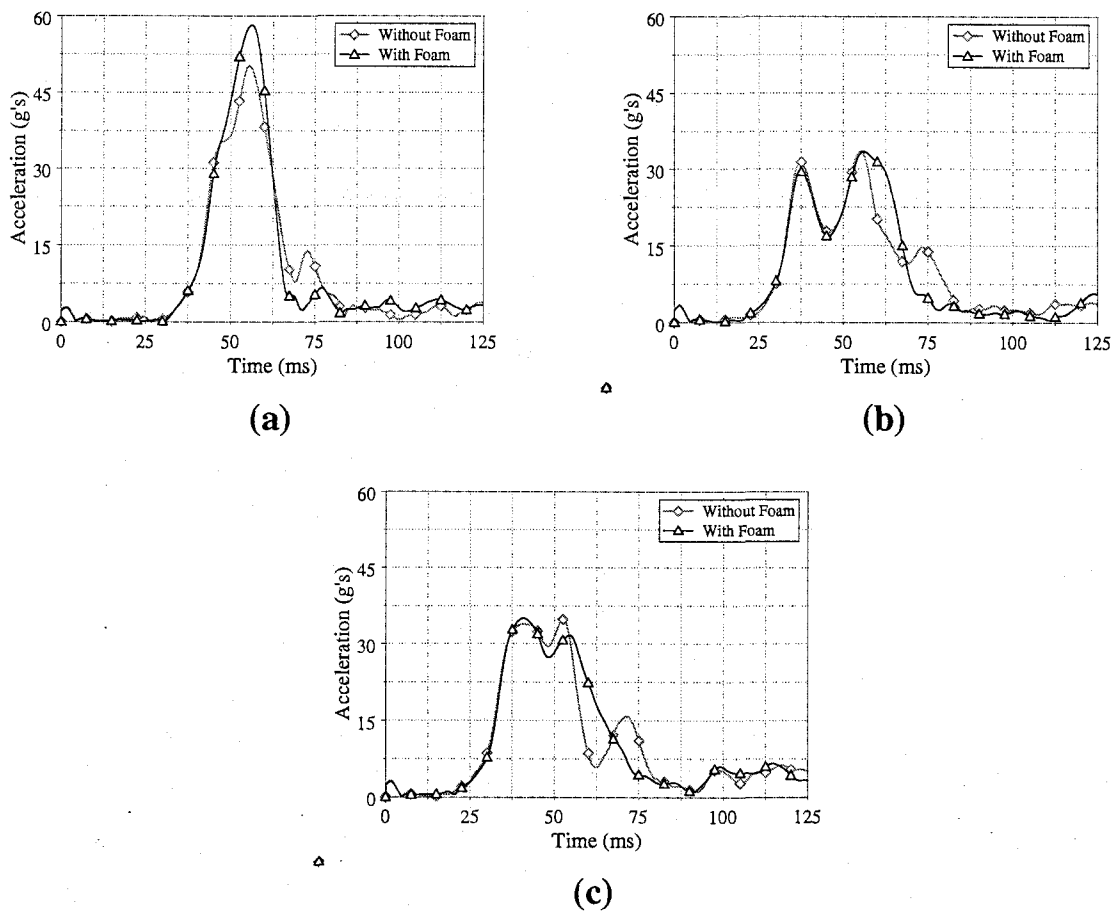 60
45
30
15
0
Acceleration (g's)
Without Foam
With Foam
0 25 50 75 100 125
Time (ms)
(a)
60
45
30
15
0
Acceleration (g's)
Without Foam
With Foam
0 25 50 75 100 125
Time (ms)
(b)
60
45
30
15
0
Acceleration (g's)
Without Foam
With Foam
0 25 50 75 100 125
Time (ms)
(c)